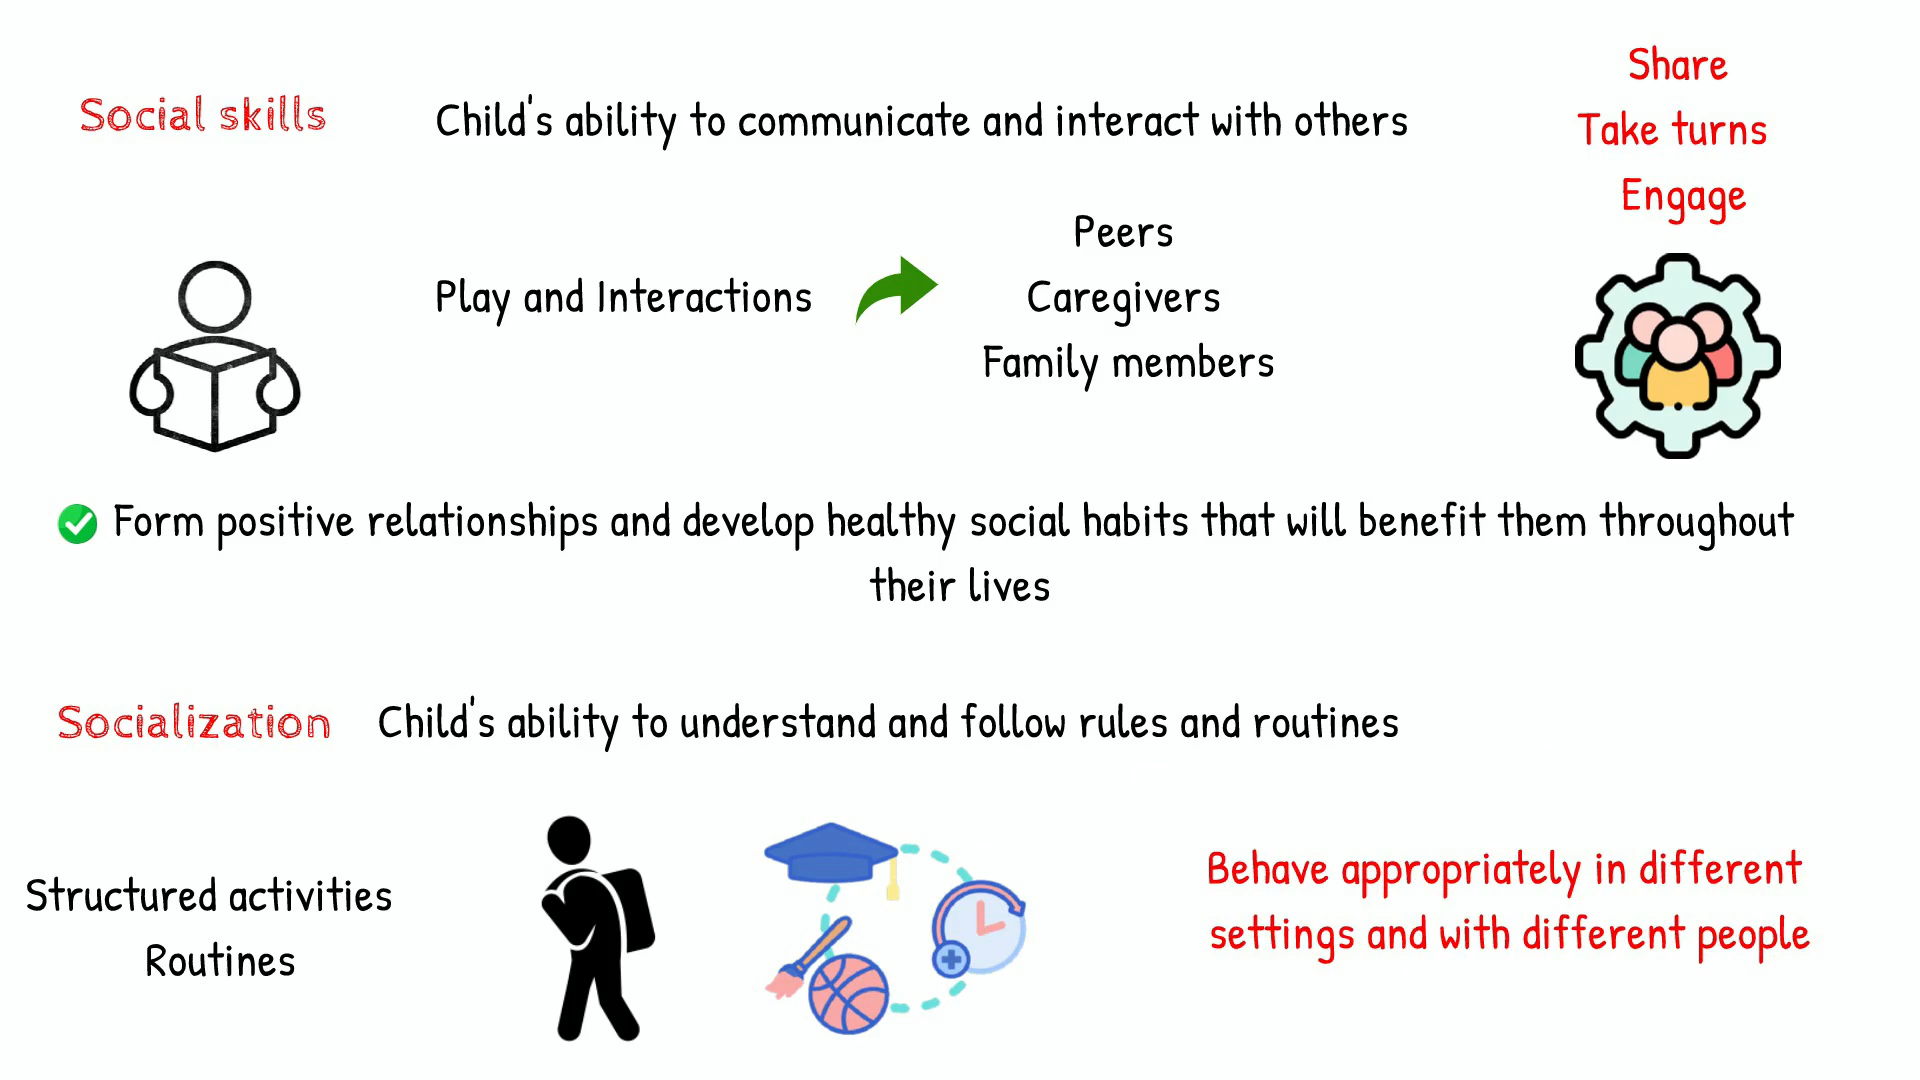 Social skills
Child's ability to communicate and interact with others
Share
Take turns
Engage
Play and Interactions
Peers
Caregivers
Family members
Form positive relationships and develop healthy social habits that will benefit them throughout
their lives
Socialization
Child's ability to understand and follow rules and routines
Structured activities
Routines
Behave appropriately in different
settings and with different people